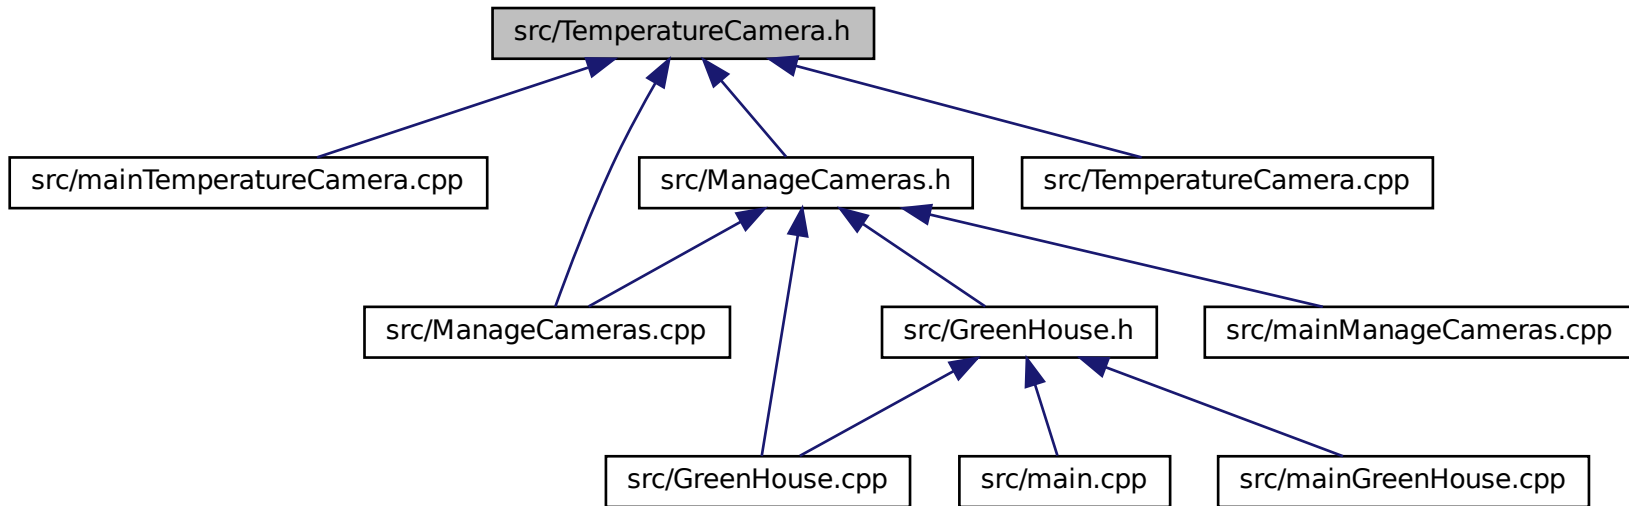 src/TemperatureCamera.h
src/mainTemperatureCamera.cpp
src/ManageCameras.h
src/TemperatureCamera.cpp
src/ManageCameras.cpp
src/GreenHouse.h
src/mainManageCameras.cpp
src/GreenHouse.cpp
src/main.cpp
src/mainGreenHouse.cpp